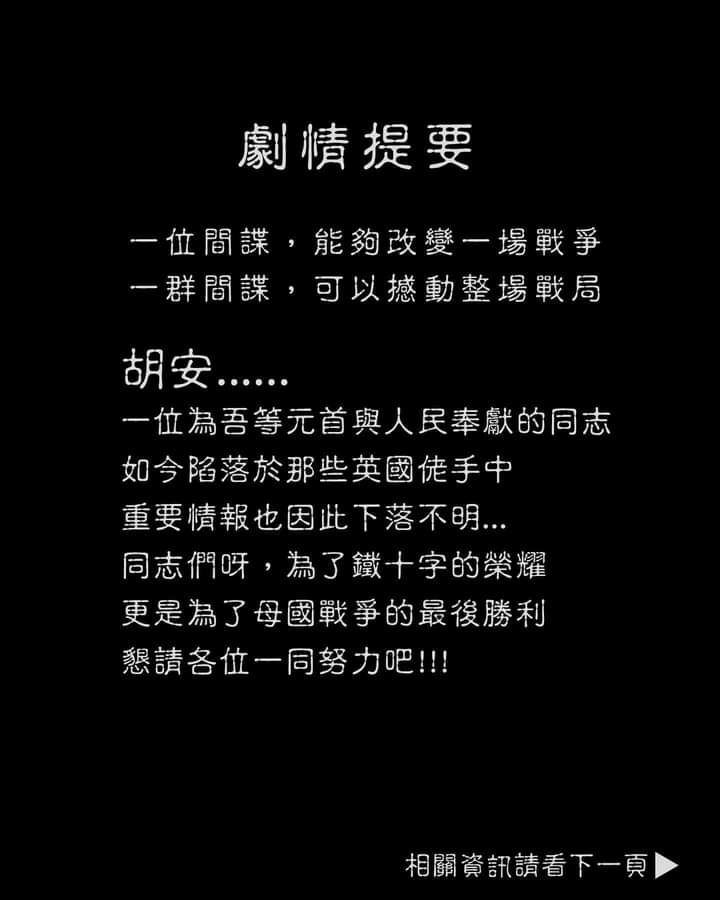 劇情提要
一位間諜，能夠改變一場戰爭
一群間諜，可以撼動整場戰局
胡安......
一位為吾等元首與人民奉獻的同志
如今陷落於那些英國佬手中
重要情報也因此下落不明...
同志們呀，為了鐵十字的榮耀
更是為了母國戰爭的最後勝利
懇請各位一同努力吧!!!
相關資訊請看下一頁▶